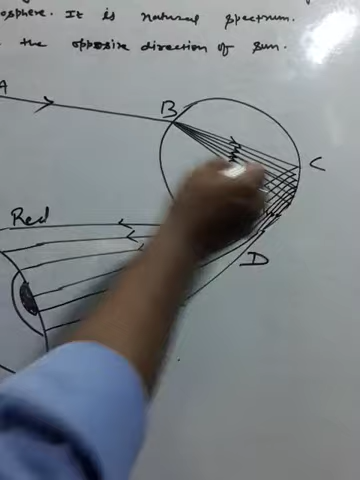 osphere. It is natural spectrum.
the opposite direction of sun.
A
B
C
Red
D